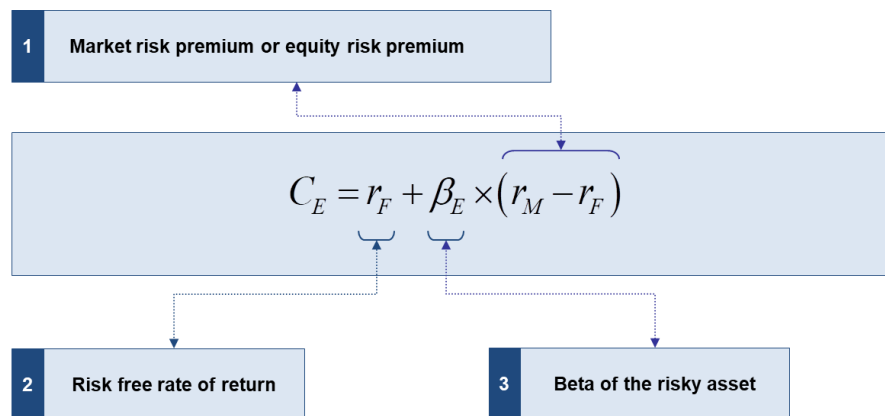 1 Market risk premium or equity risk premium
C_E = r_F + β_E × (r_M − r_F)
2 Risk free rate of return
3 Beta of the risky asset